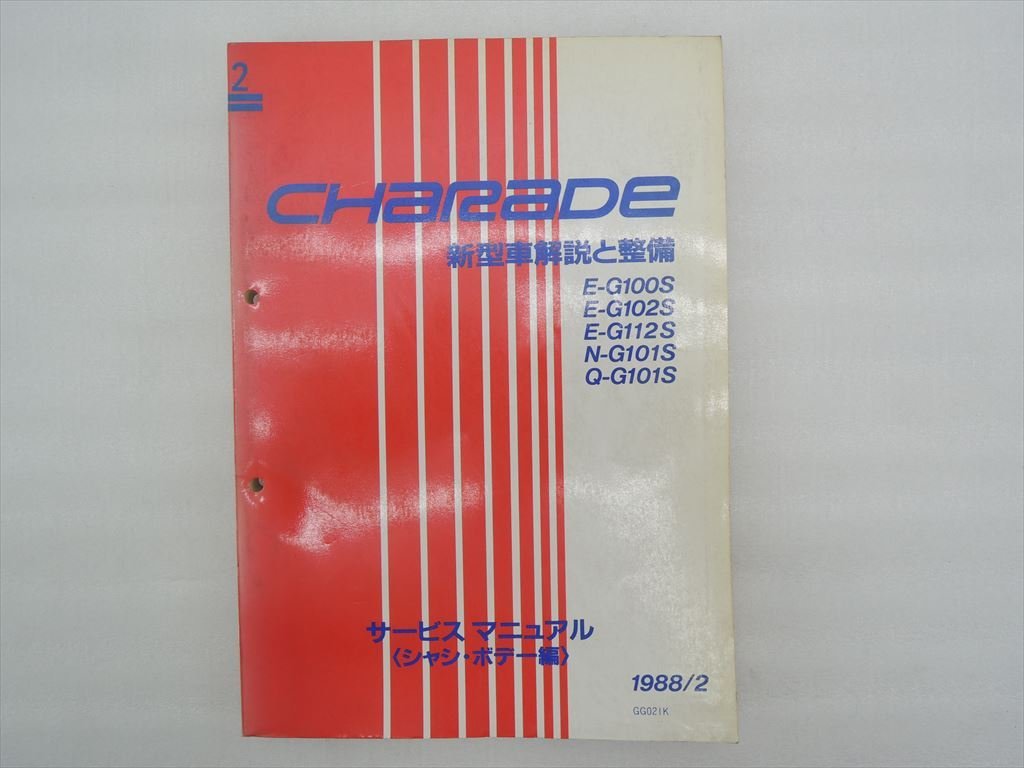 2
CHARADE
新型車解説と整備
E-G100S
E-G102S
E-G112S
N-G101S
Q-G101S
サービス マニュアル
〈シャシ・ボデー編〉
1988/2
GG021K